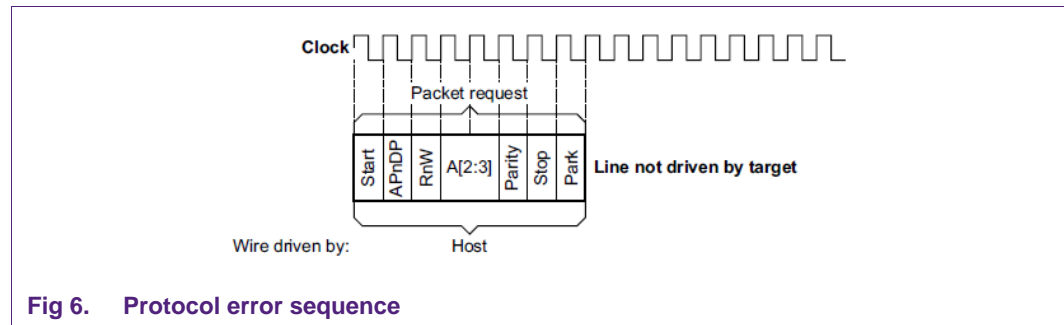 Clock
Packet request
Start
APnDP
RnW
A[2:3]
Parity
Stop
Park
Line not driven by target
Wire driven by:
Host
Fig 6. Protocol error sequence